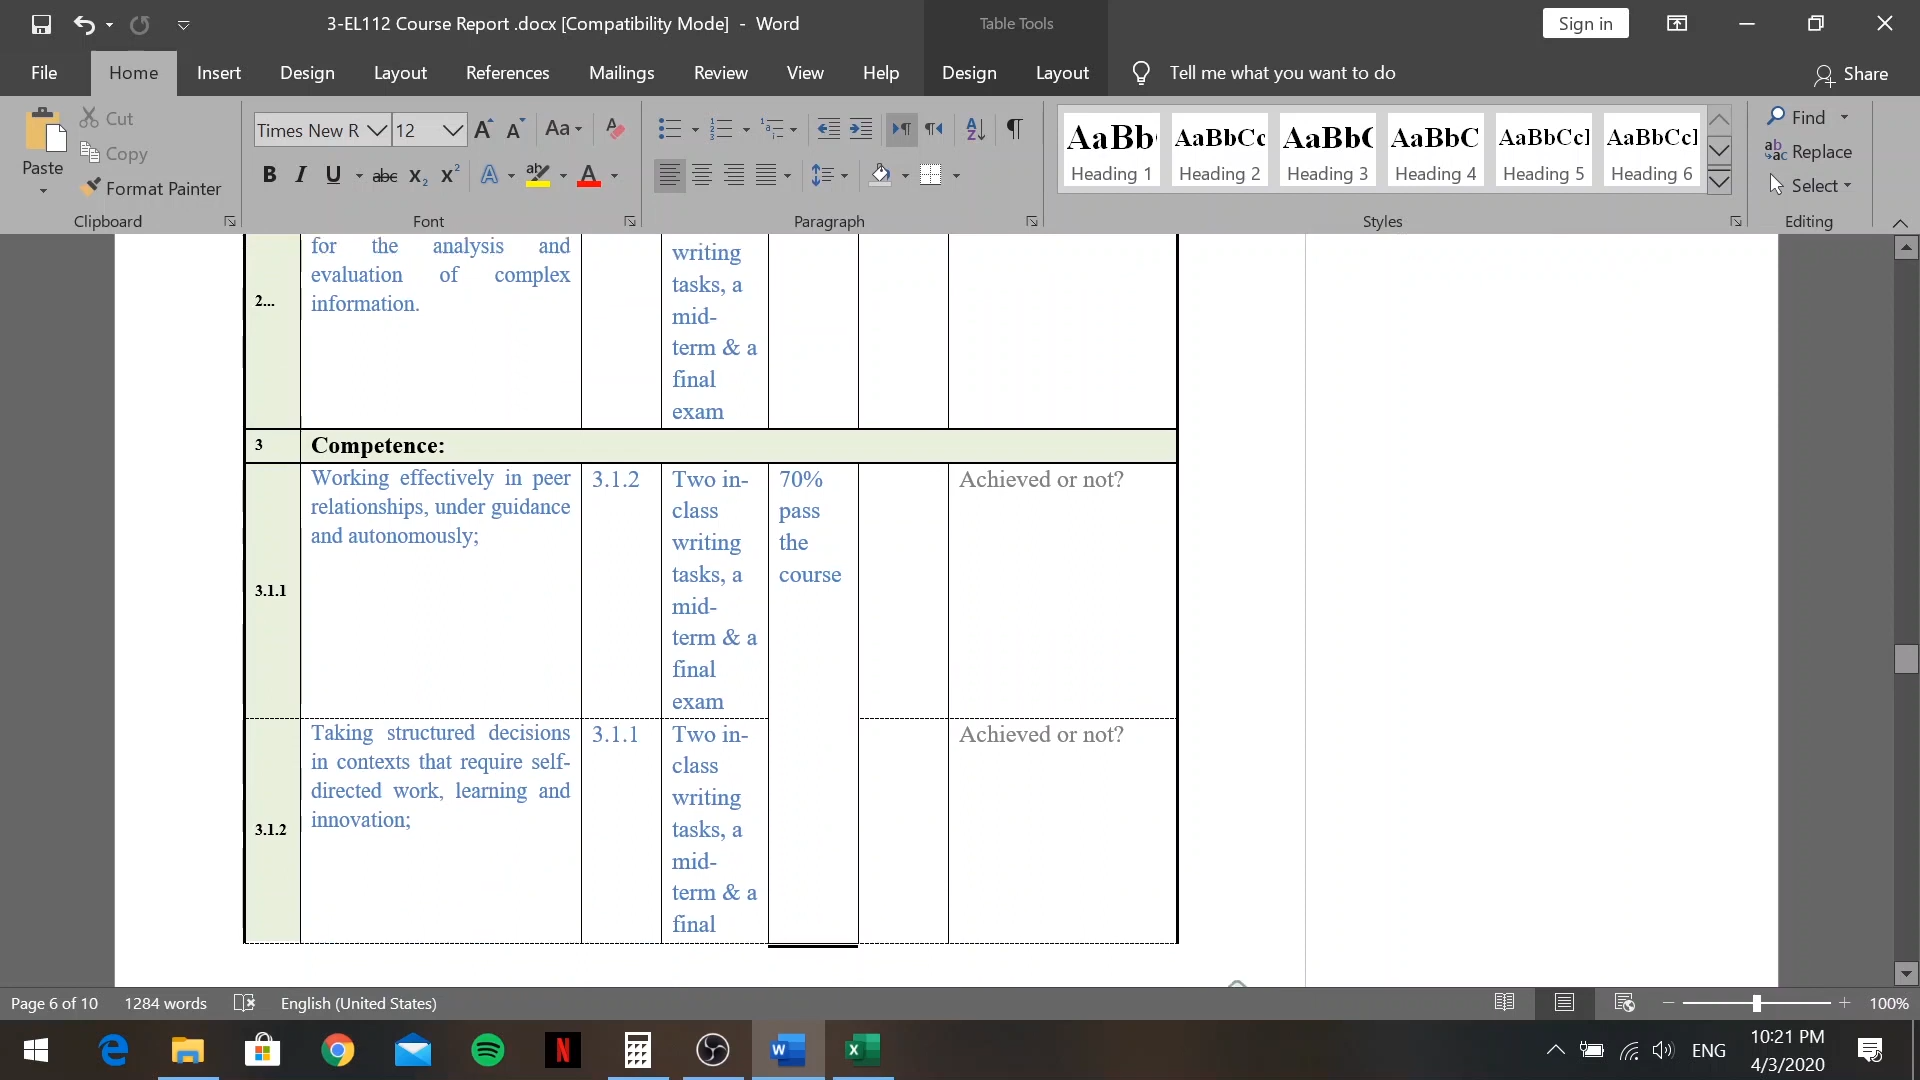 3-EL112 Course Report .docx [Compatibility Mode] - Word
Table Tools
Sign in
File
Home
Insert
Design
Layout
References
Mailings
Review
View
Help
Design
Layout
Tell me what you want to do
Share
Paste
Cut
Copy
Format Painter
Clipboard
Times New R
12
Aa
B I U abc X2 X2
A
ab
A
Font
Paragraph
AaBb
Heading 1
AaBbCc
Heading 2
AaBbC
Heading 3
AaBbC
Heading 4
AaBbCcI
Heading 5
AaBbCcI
Heading 6
Styles
Find
Replace
Select
Editing
2...
for the analysis and
evaluation of complex
information.
writing
tasks, a
mid-
term & a
final
exam
3
Competence:
3.1.1
Working effectively in peer
relationships, under guidance
and autonomously;
3.1.2
Two in-
class
writing
tasks, a
mid-
term & a
final
exam
70%
pass
the
course
Achieved or not?
3.1.2
Taking structured decisions
in contexts that require self-
directed work, learning and
innovation;
3.1.1
Two in-
class
writing
tasks, a
mid-
term & a
final
Achieved or not?
Page 6 of 10
1284 words
English (United States)
100%
ENG
10:21 PM
4/3/2020